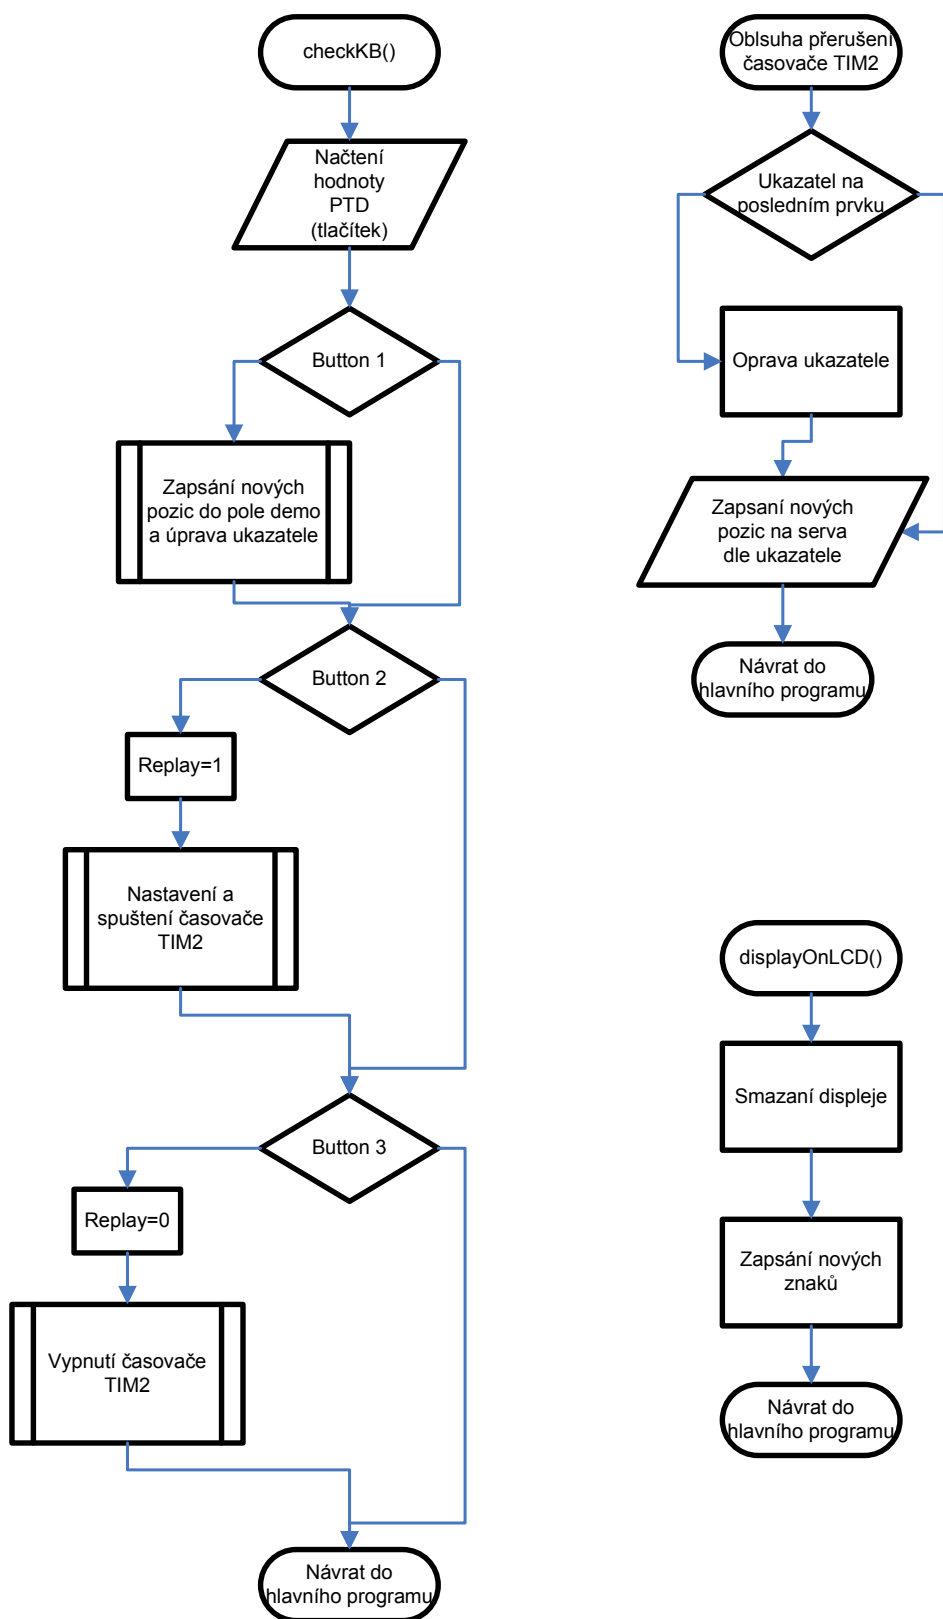 checkKB()
Načtení
hodnoty
PTD
(tlačítek)
Button 1
Zapsání nových
pozic do pole demo
a úprava ukazatele
Button 2
Replay=1
Nastavení a
spuštění časovače
TIM2
Button 3
Replay=0
Vypnutí časovače
TIM2
Návrat do
hlavního programu
Oblsuha přerušení
časovače TIM2
Ukazatel na
posledním prvku
Oprava ukazatele
Zapsaní nových
pozic na serva
dle ukazatele
Návrat do
hlavního programu
displayOnLCD()
Smazaní displeje
Zapsání nových
znaků
Návrat do
hlavního programu